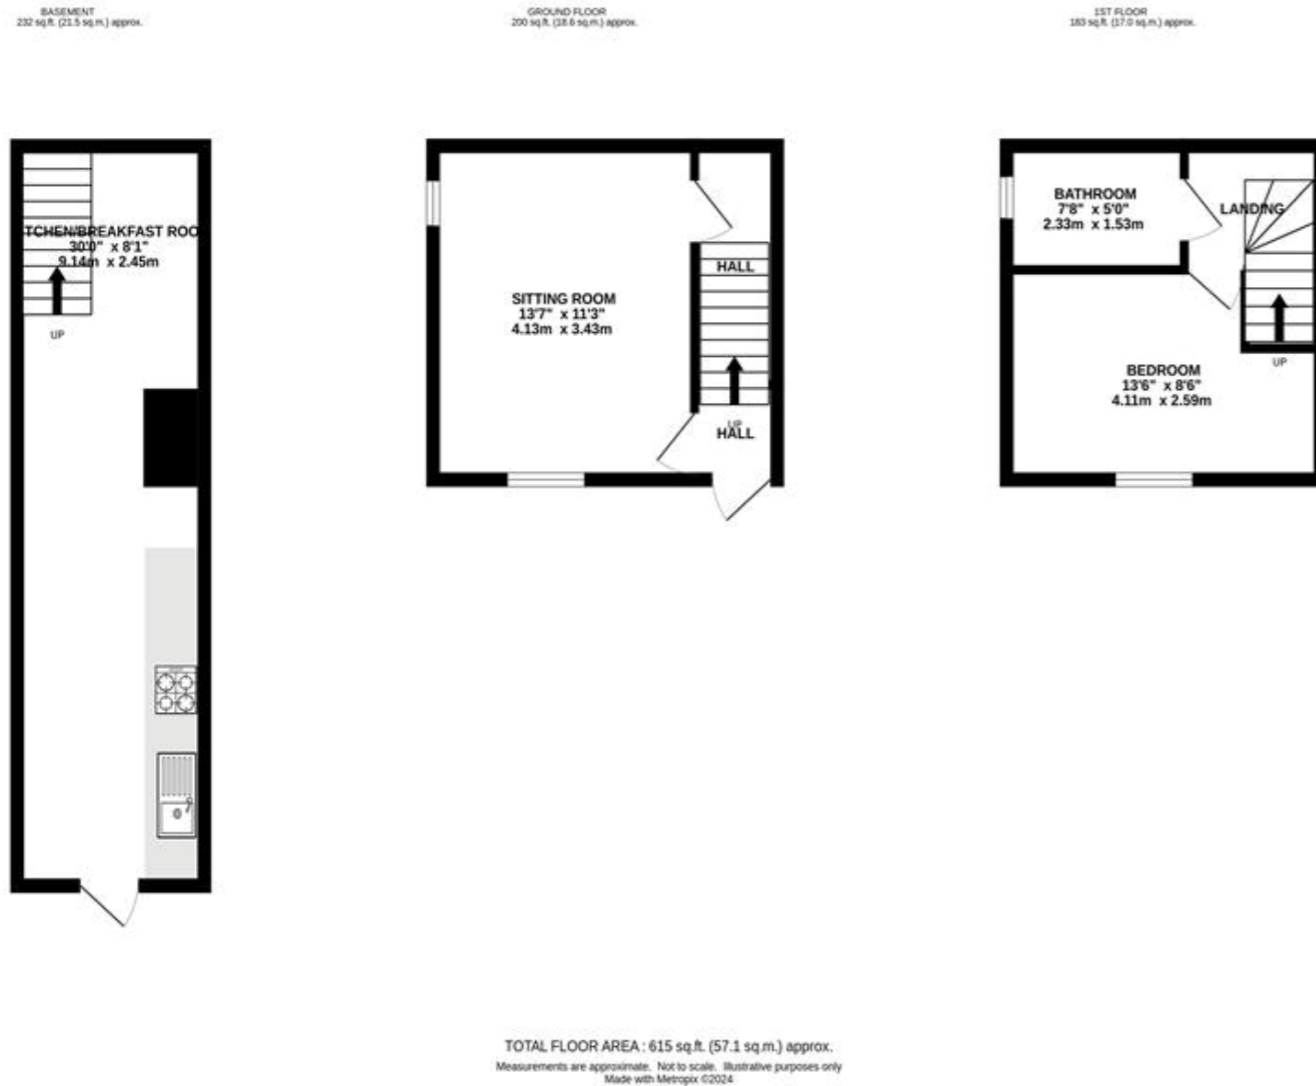 BASEMENT
232 sq.ft. (21.5 sq.m.) approx.
GROUND FLOOR
200 sq.ft. (18.6 sq.m.) approx.
1ST FLOOR
183 sq.ft. (17.0 sq.m.) approx.
TCHEN/BREAKFAST ROO
30'0" x 8'1"
9.14m x 2.45m
UP
SITTING ROOM
13'7" x 11'3"
4.13m x 3.43m
HALL
UP
HALL
BATHROOM
7'8" x 5'0"
2.33m x 1.53m
LANDING
UP
BEDROOM
13'6" x 8'6"
4.11m x 2.59m
TOTAL FLOOR AREA : 615 sq.ft. (57.1 sq.m.) approx.
Measurements are approximate. Not to scale. Illustrative purposes only
Made with Metropix ©2024